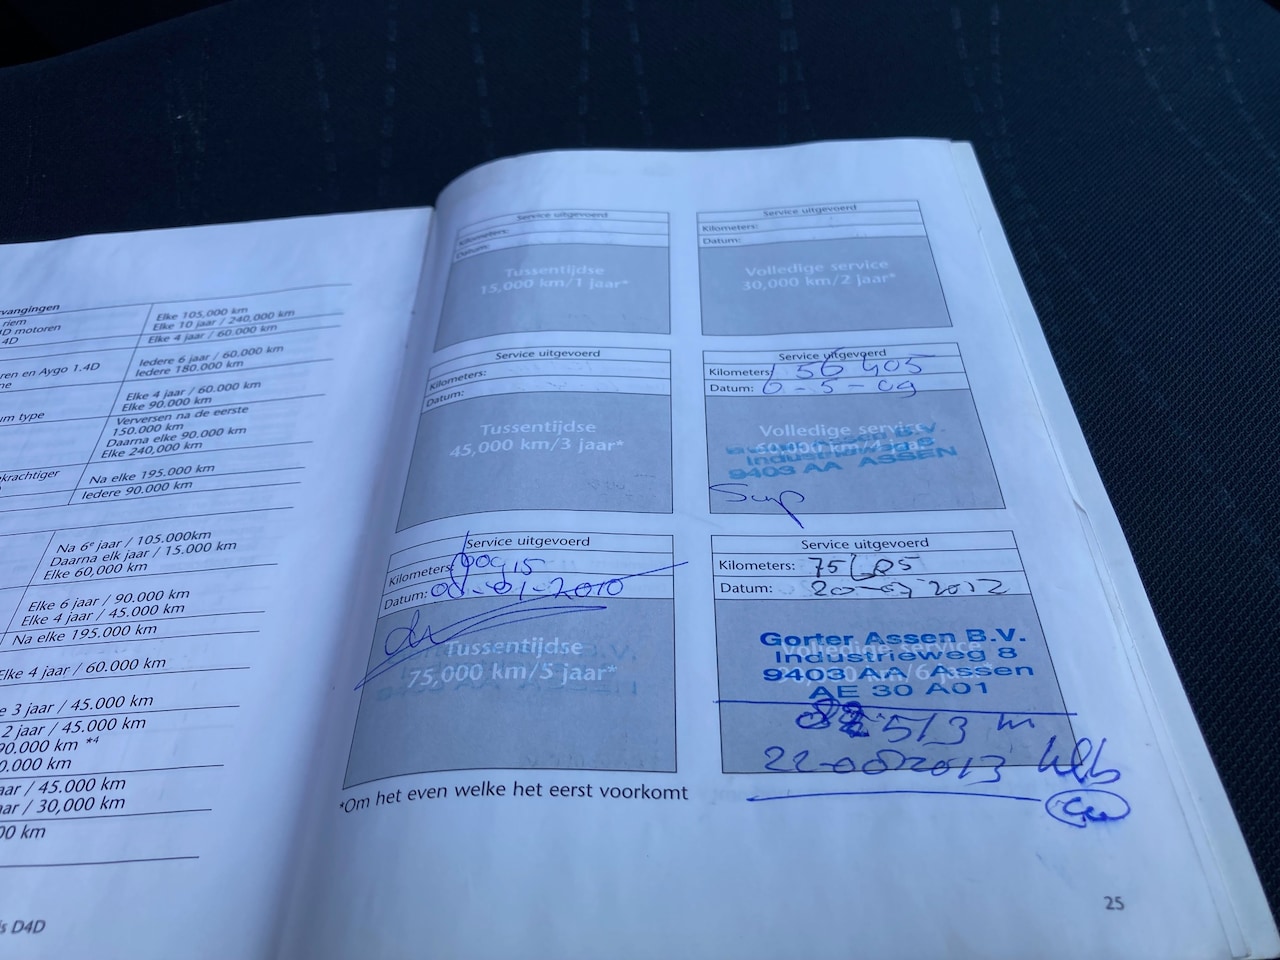 rvangingen
riem
D motoren
4D
Elke 105,000 km
Elke 10 jaar / 240,000 km
Elke 4 jaar / 60.000 km
ren en Aygo 1.4D
ne
Iedere 6 jaar / 60.000 km
Iedere 180.000 km
um type
Elke 4 jaar / 60.000 km
Elke 90.000 km
Verversen na de eerste
150.000 km
Daarna elke 90.000 km
Elke 240,000 km
krachtiger
Na elke 195.000 km
Iedere 90.000 km
Na 6e jaar / 105.000km
Daarna elk jaar / 15.000 km
Elke 60,000 km
Elke 6 jaar / 90.000 km
Elke 4 jaar / 45.000 km
Na elke 195.000 km
Elke 4 jaar / 60.000 km
e 3 jaar / 45.000 km
2 jaar / 45.000 km
90.000 km *4
0.000 km
aar / 45.000 km
aar / 30,000 km
00 km
s D4D
Service uitgevoerd
Kilometers:
Datum:
Tussentijdse
15,000 km/1 jaar*
Service uitgevoerd
Kilometers:
Datum:
Volledige service
30,000 km/2 jaar*
Service uitgevoerd
Kilometers:
Datum:
Tussentijdse
45,000 km/3 jaar*
Service uitgevoerd
Kilometers: 56405
Datum: 6-5-09
Volledige service
Industrieweg 8
9403 AA ASSEN
Service uitgevoerd
Kilometers:
Datum: -01-2010
Tussentijdse
75,000 km/5 jaar*
Service uitgevoerd
Kilometers:
Datum: 20-07 2012
Gorter Assen B.V.
Industrieweg 8
9403 AA Assen
AE 30 A01
513
22-08 2013
*Om het even welke het eerst voorkomt
25